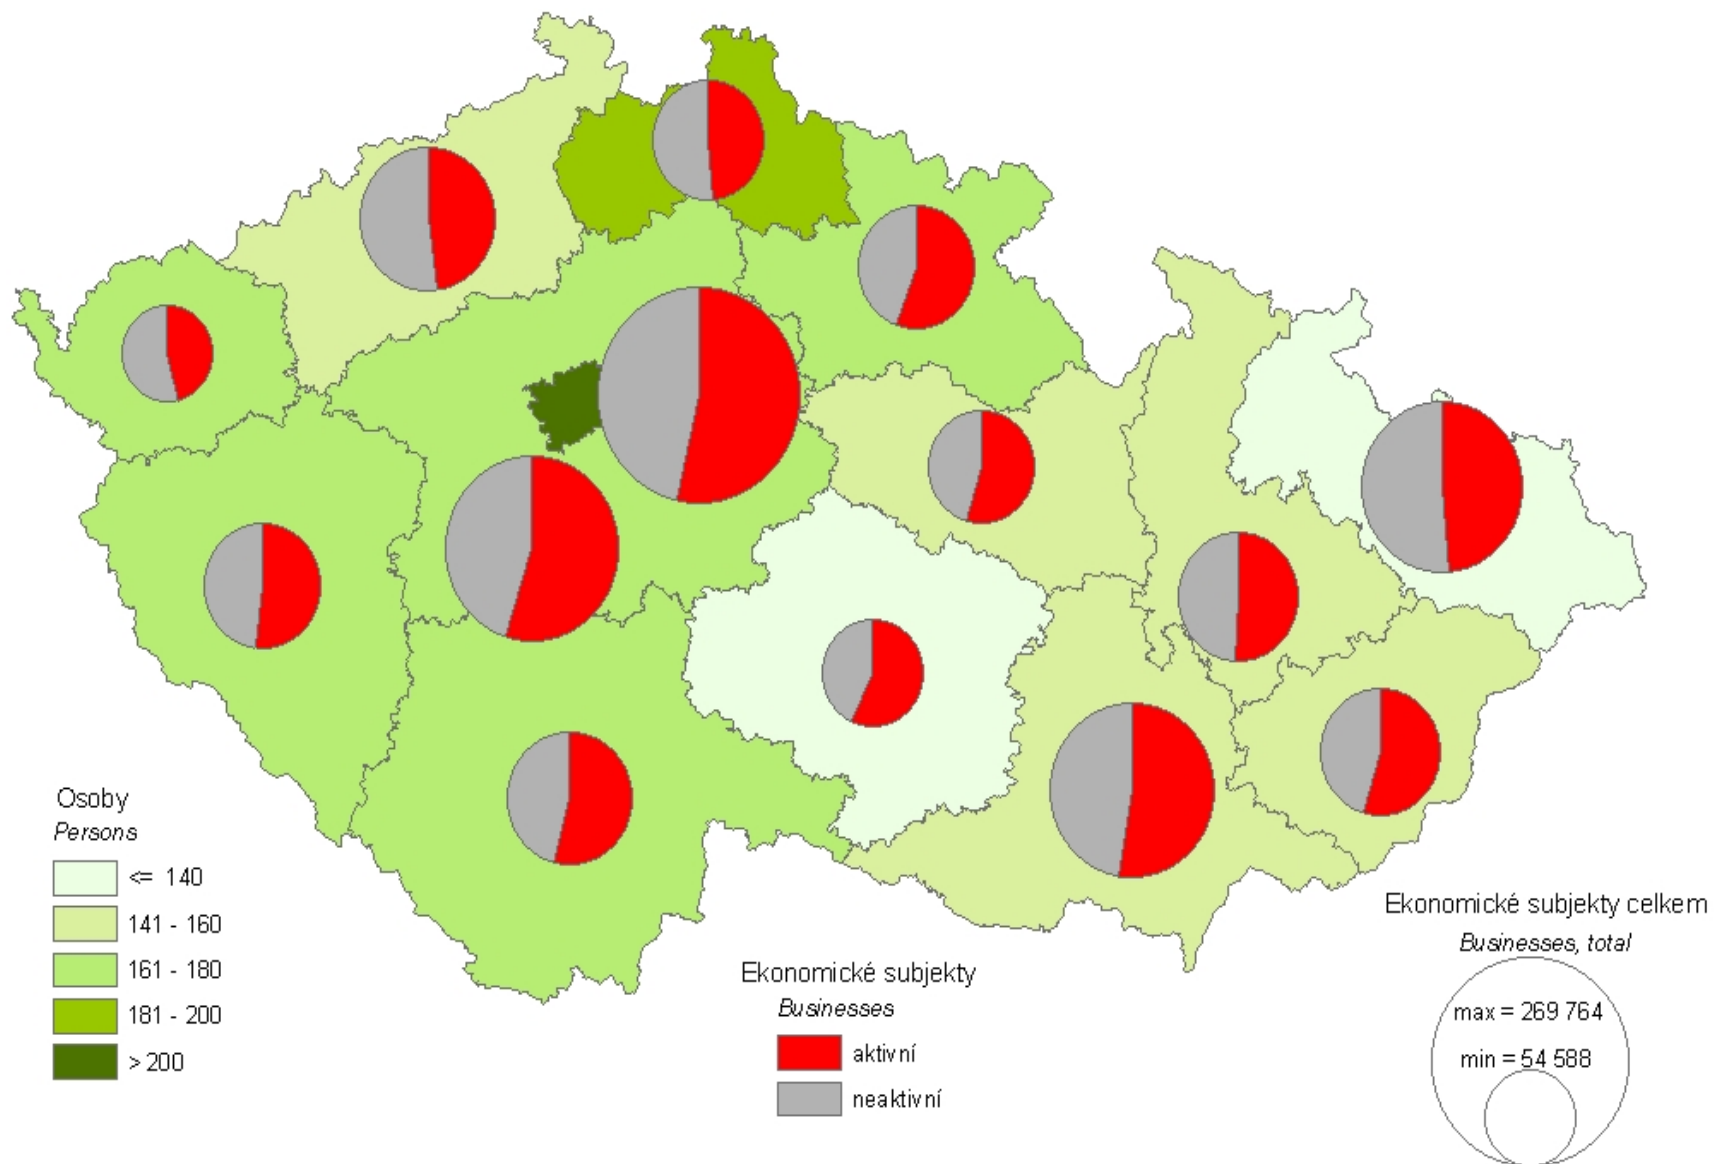 Osoby
Persons
<= 140
141 - 160
161 - 180
181 - 200
> 200
Ekonomické subjekty
Businesses
aktivní
neaktivní
Ekonomické subjekty celkem
Businesses, total
max = 269 764
min = 54 588